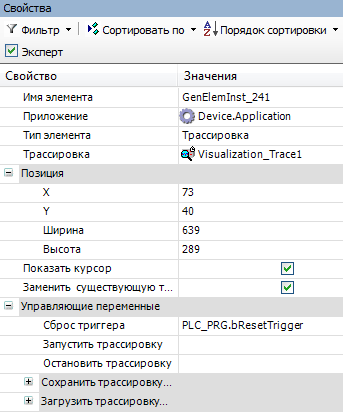 Свойства
Фильтр Сортировать по Порядок сортировки
Эксперт
Свойство Значения
Имя элемента GenElemInst_241
Приложение Device.Application
Тип элемента Трассировка
Трассировка Visualization_Trace1
Позиция
X 73
Y 40
Ширина 639
Высота 289
Показать курсор
Заменить существующую т...
Управляющие переменные
Сброс триггера PLC_PRG.bResetTrigger
Запустить трассировку
Остановить трассировку
Сохранить трассировку...
Загрузить трассировку...